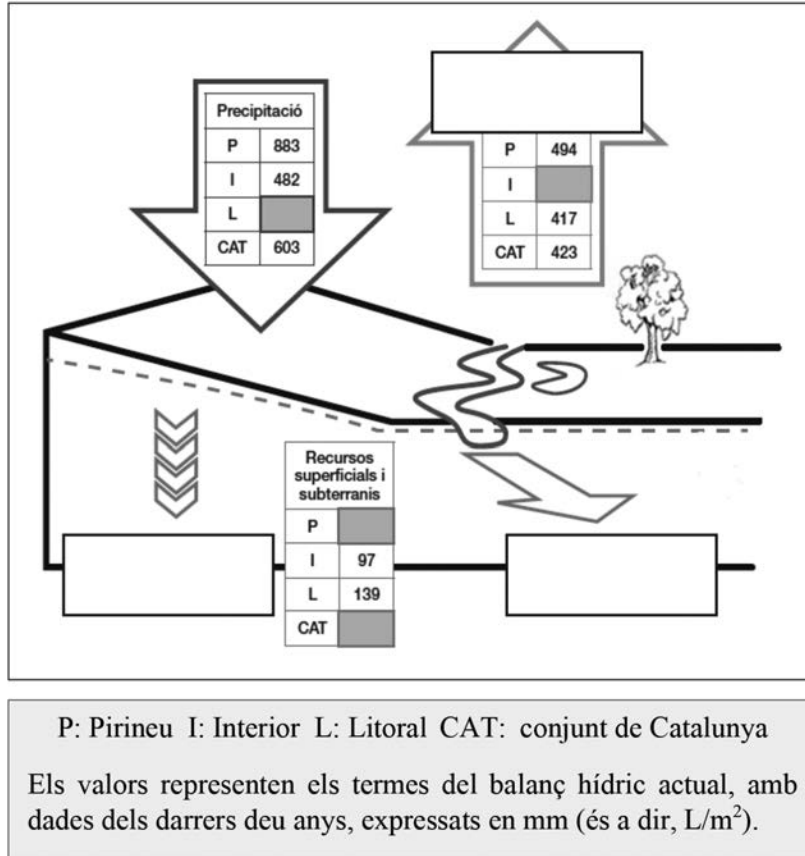 Precipitació
P 883
I 482
L
CAT 603
P 494
I
L 417
CAT 423
Recursos
superficials i
subterranis
P
I 97
L 139
CAT
P: Pirineu I: Interior L: Litoral CAT: conjunt de Catalunya
Els valors representen els termes del balanç hídric actual, amb
dades dels darrers deu anys, expressats en mm (és a dir, L/m²).